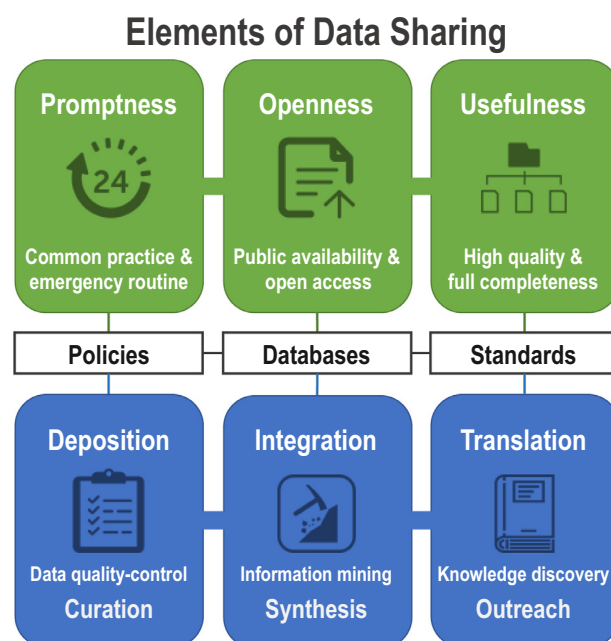 Elements of Data Sharing
Promptness
Openness
Usefulness
24
Common practice &
emergency routine
Public availability &
open access
High quality &
full completeness
Policies
Databases
Standards
Deposition
Integration
Translation
Data quality-control
Information mining
Knowledge discovery
Curation
Synthesis
Outreach